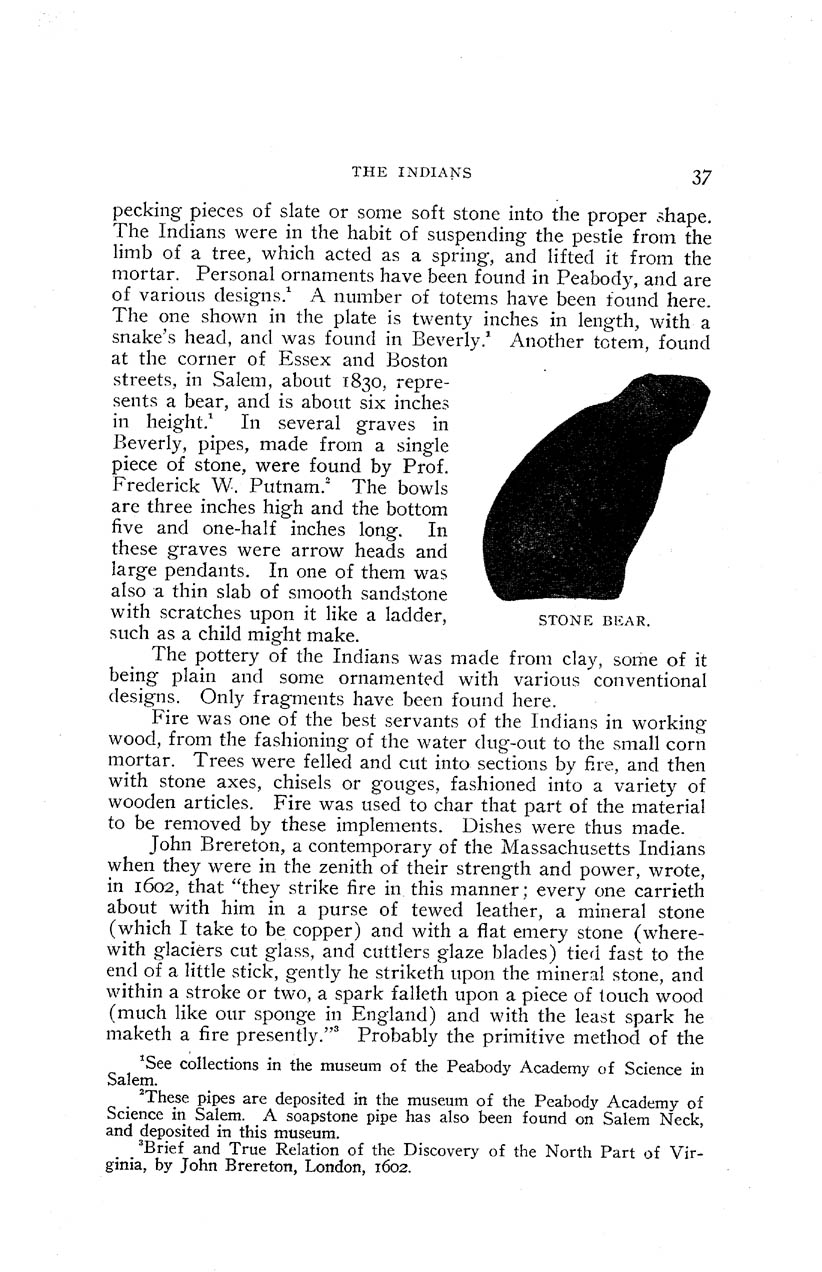 THE INDIANS 37
pecking pieces of slate or some soft stone into the proper shape.
The Indians were in the habit of suspending the pestle from the
limb of a tree, which acted as a spring, and lifted it from the
mortar. Personal ornaments have been found in Peabody, and are
of various designs.¹ A number of totems have been found here.
The one shown in the plate is twenty inches in length, with a
snake's head, and was found in Beverly.¹ Another totem, found
at the corner of Essex and Boston
streets, in Salem, about 1830, repre-
sents a bear, and is about six inches
in height.¹ In several graves in
Beverly, pipes, made from a single
piece of stone, were found by Prof.
Frederick W. Putnam.² The bowls
are three inches high and the bottom
five and one-half inches long. In
these graves were arrow heads and
large pendants. In one of them was
also a thin slab of smooth sandstone
with scratches upon it like a ladder,
such as a child might make.
STONE BEAR.
The pottery of the Indians was made from clay, some of it
being plain and some ornamented with various conventional
designs. Only fragments have been found here.
Fire was one of the best servants of the Indians in working
wood, from the fashioning of the water dug-out to the small corn
mortar. Trees were felled and cut into sections by fire, and then
with stone axes, chisels or gouges, fashioned into a variety of
wooden articles. Fire was used to char that part of the material
to be removed by these implements. Dishes were thus made.
John Brereton, a contemporary of the Massachusetts Indians
when they were in the zenith of their strength and power, wrote,
in 1602, that "they strike fire in this manner; every one carrieth
about with him in a purse of tewed leather, a mineral stone
(which I take to be copper) and with a flat emery stone (where-
with glaciers cut glass, and cuttlers glaze blades) tied fast to the
end of a little stick, gently he striketh upon the mineral stone, and
within a stroke or two, a spark falleth upon a piece of touch wood
(much like our sponge in England) and with the least spark he
maketh a fire presently."³ Probably the primitive method of the
¹See collections in the museum of the Peabody Academy of Science in
Salem.
²These pipes are deposited in the museum of the Peabody Academy of
Science in Salem. A soapstone pipe has also been found on Salem Neck,
and deposited in this museum.
³Brief and True Relation of the Discovery of the North Part of Vir-
ginia, by John Brereton, London, 1602.